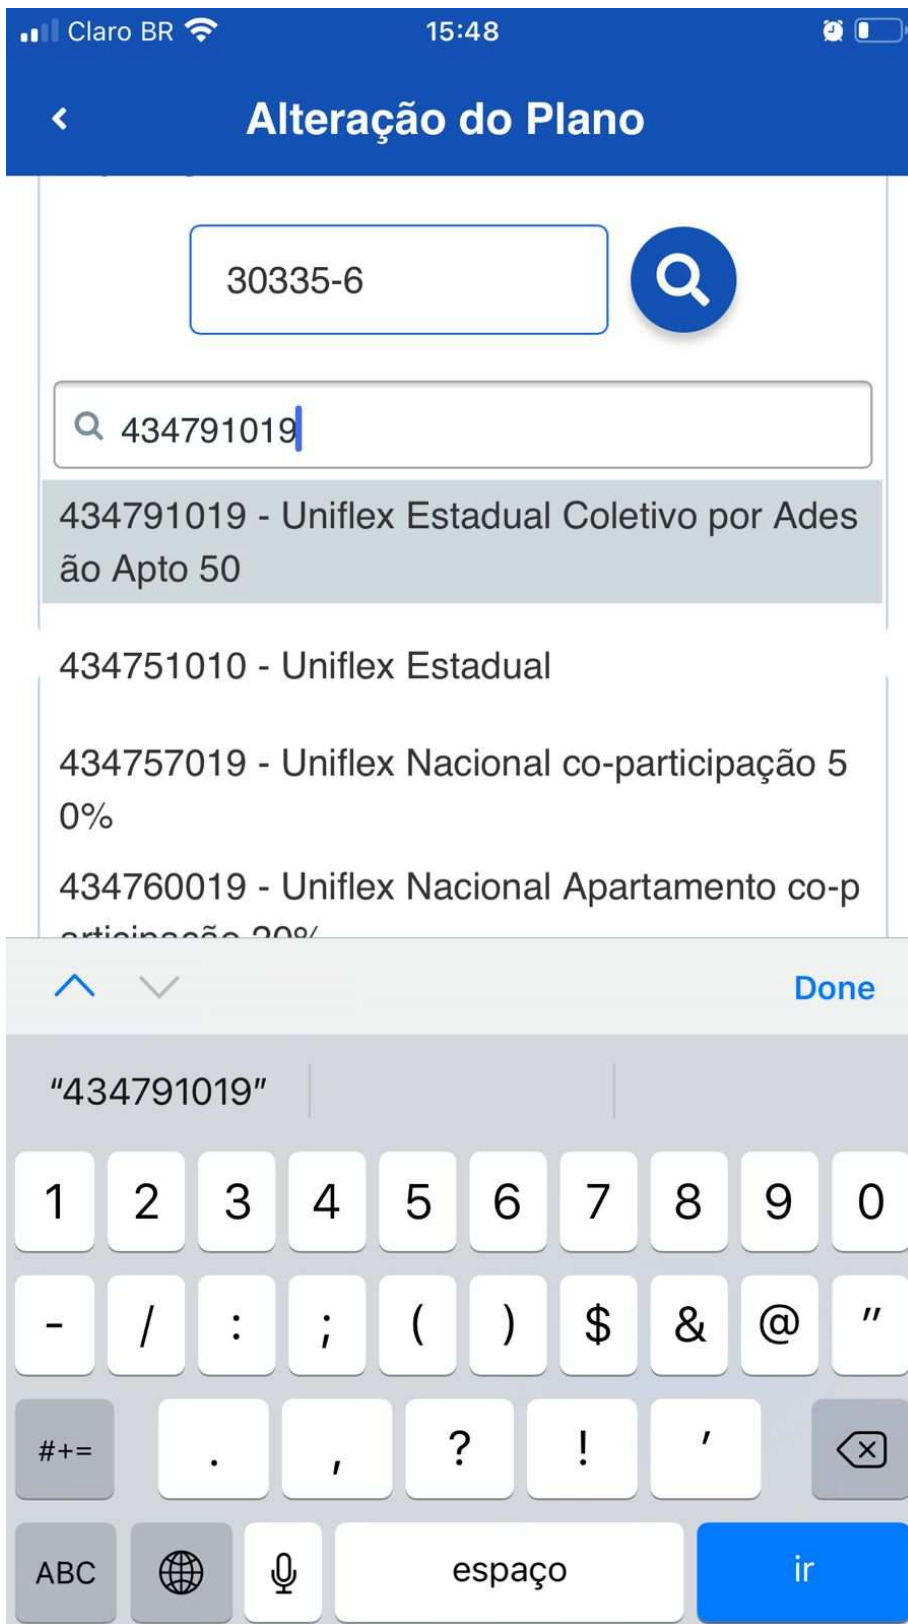 Claro BR 15:48
Alteração do Plano
30335-6
434791019
434791019 - Uniflex Estadual Coletivo por Ades
ão Apto 50
434751010 - Uniflex Estadual
434757019 - Uniflex Nacional co-participação 5
0%
434760019 - Uniflex Nacional Apartamento co-p
articipação 20%
Done
“434791019”
1 2 3 4 5 6 7 8 9 0
- / : ; ( ) $ & @ "
#+= . , ? ! '
ABC espaço ir